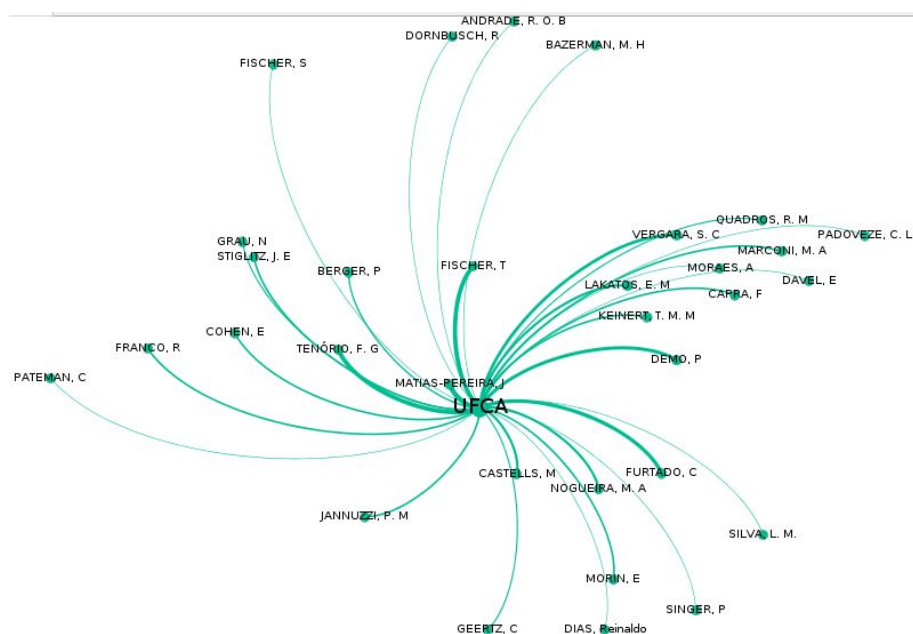 ANDRADE, R. O. B
DORNBUSCH, R
BAZERMAN, M. H
FISCHER, S
QUADROS, R. M
VERGARA, S. C
PADOVEZE, C. L
GRAU, N
MARCONI, M. A
STIGLITZ, J. E
FISCHER, T
MORAES, A
BERGER, P
DAVEL, E
LAKATOS, E. M
CAPRA, F
KEINERT, T. M. M
COHEN, E
FRANCO, R
TENÓRIO, F. G
DEMO, P
PATEMAN, C
MATIAS-PEREIRA, J
UFCA
CASTELLS, M
FURTADO, C
NOGUEIRA, M. A
JANNUZZI, P. M
SILVA, L. M.
MORIN, E
SINGER, P
GEERTZ, C
DIAS, Reinaldo